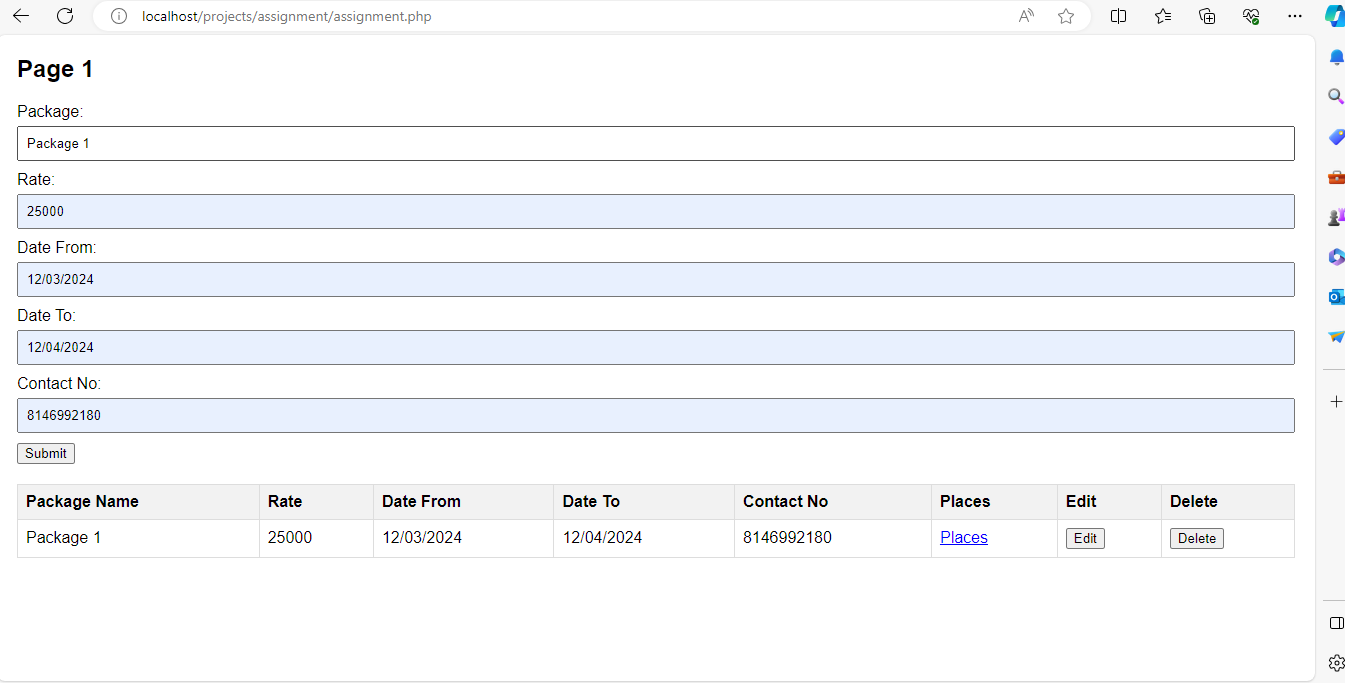 localhost/projects/assignment/assignment.php
Page 1
Package:
Package 1
Rate:
25000
Date From:
12/03/2024
Date To:
12/04/2024
Contact No:
8146992180
Submit
Package Name Rate Date From Date To Contact No Places Edit Delete
Package 1 25000 12/03/2024 12/04/2024 8146992180 Places Edit Delete